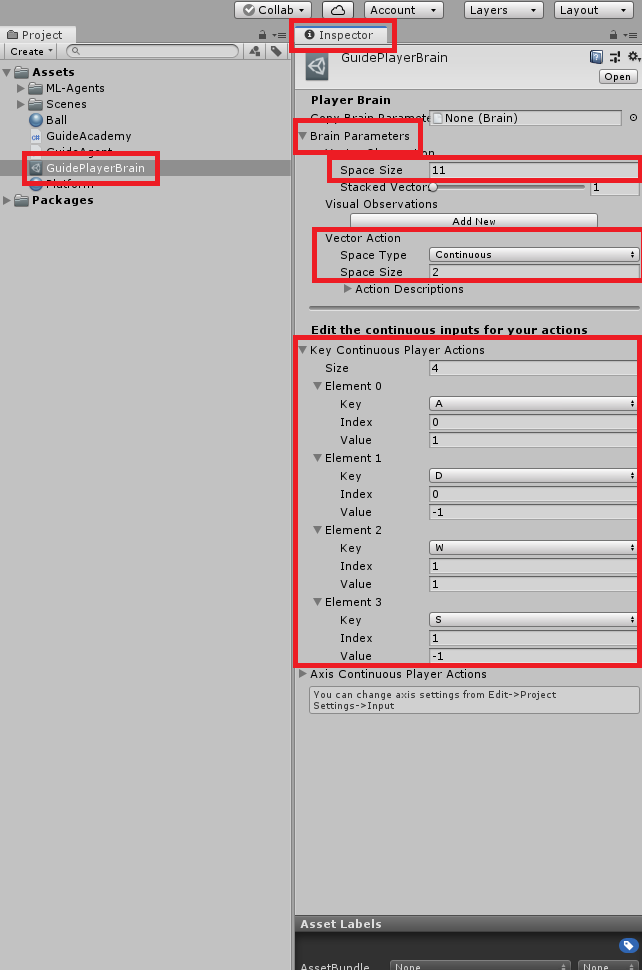 Collab
Account
Layers
Layout
Project
Create
Assets
ML-Agents
Scenes
Ball
GuideAcademy
GuideAgent
GuidePlayerBrain
Platform
Packages
Inspector
GuidePlayerBrain
Open
Player Brain
Copy Brain Paramete None (Brain)
Brain Parameters
Space Size 11
Stacked Vector 1
Visual Observations
Add New
Vector Action
Space Type Continuous
Space Size 2
Action Descriptions
Edit the continuous inputs for your actions
Key Continuous Player Actions
Size 4
Element 0
Key A
Index 0
Value 1
Element 1
Key D
Index 0
Value -1
Element 2
Key W
Index 1
Value 1
Element 3
Key S
Index 1
Value -1
Axis Continuous Player Actions
You can change axis settings from Edit->Project
Settings->Input
Asset Labels
AssetBundle None None